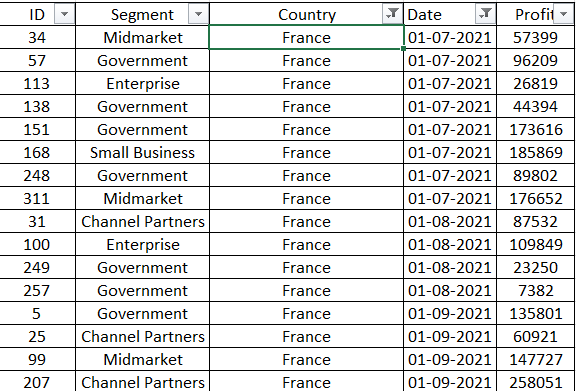 ID Segment Country Date Profit
34 Midmarket France 01-07-2021 57399
57 Government France 01-07-2021 96209
113 Enterprise France 01-07-2021 26819
138 Government France 01-07-2021 44394
151 Government France 01-07-2021 173616
168 Small Business France 01-07-2021 185869
248 Government France 01-07-2021 89802
311 Midmarket France 01-07-2021 176652
31 Channel Partners France 01-08-2021 87532
100 Enterprise France 01-08-2021 109849
249 Government France 01-08-2021 23250
257 Government France 01-08-2021 7382
5 Government France 01-09-2021 135801
25 Channel Partners France 01-09-2021 60921
99 Midmarket France 01-09-2021 147727
207 Channel Partners France 01-09-2021 258051